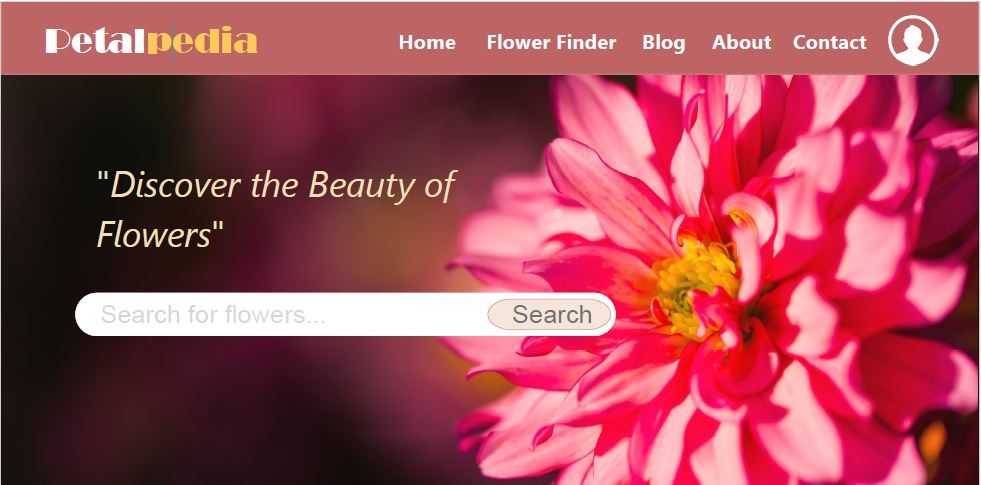 Petalpedia
Home Flower Finder Blog About Contact
"Discover the Beauty of
Flowers"
Search for flowers... Search